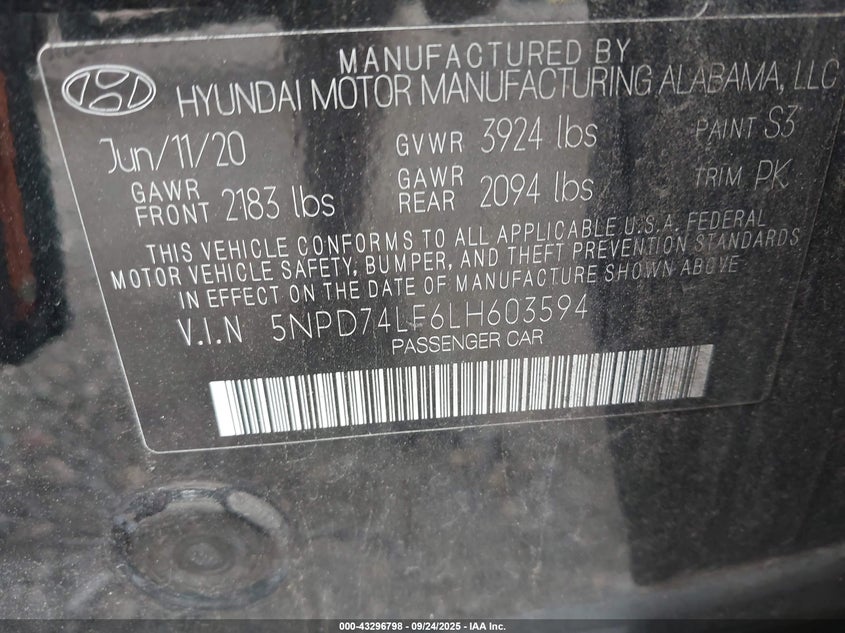 MANUFACTURED BY
HYUNDAI MOTOR MANUFACTURING ALABAMA, LLC
Jun/11/20 GVWR 3924 lbs PAINT S3
GAWR FRONT 2183 lbs GAWR REAR 2094 lbs TRIM PK
THIS VEHICLE CONFORMS TO ALL APPLICABLE U.S.A. FEDERAL
MOTOR VEHICLE SAFETY, BUMPER, AND THEFT PREVENTION STANDARDS
IN EFFECT ON THE DATE OF MANUFACTURE SHOWN ABOVE
V.I.N 5NPD74LF6LH603594
PASSENGER CAR
000-43296798 - 09/24/2025 - IAA Inc.